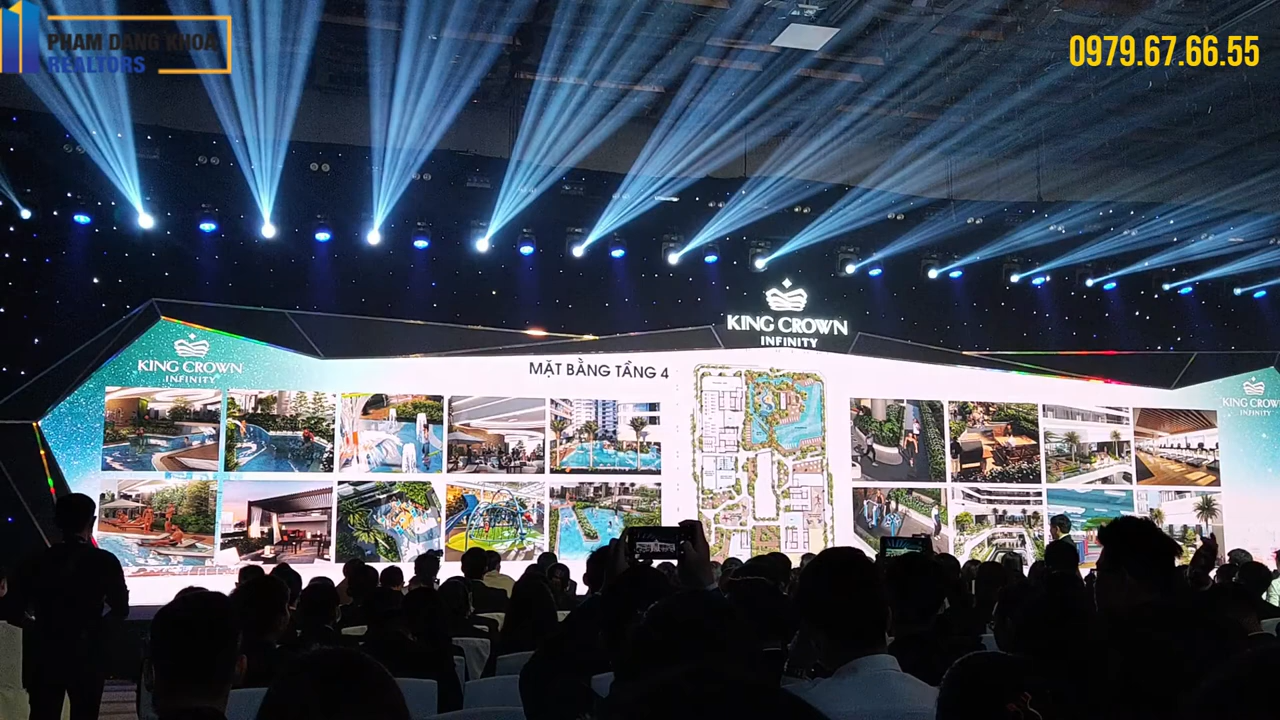 PHAM DANG KHOA
REALTORS
0979.67.66.55
KING CROWN
INFINITY
KING CROWN
INFINITY
MẶT BẰNG TẦNG 4
KING CROWN
INFINITY